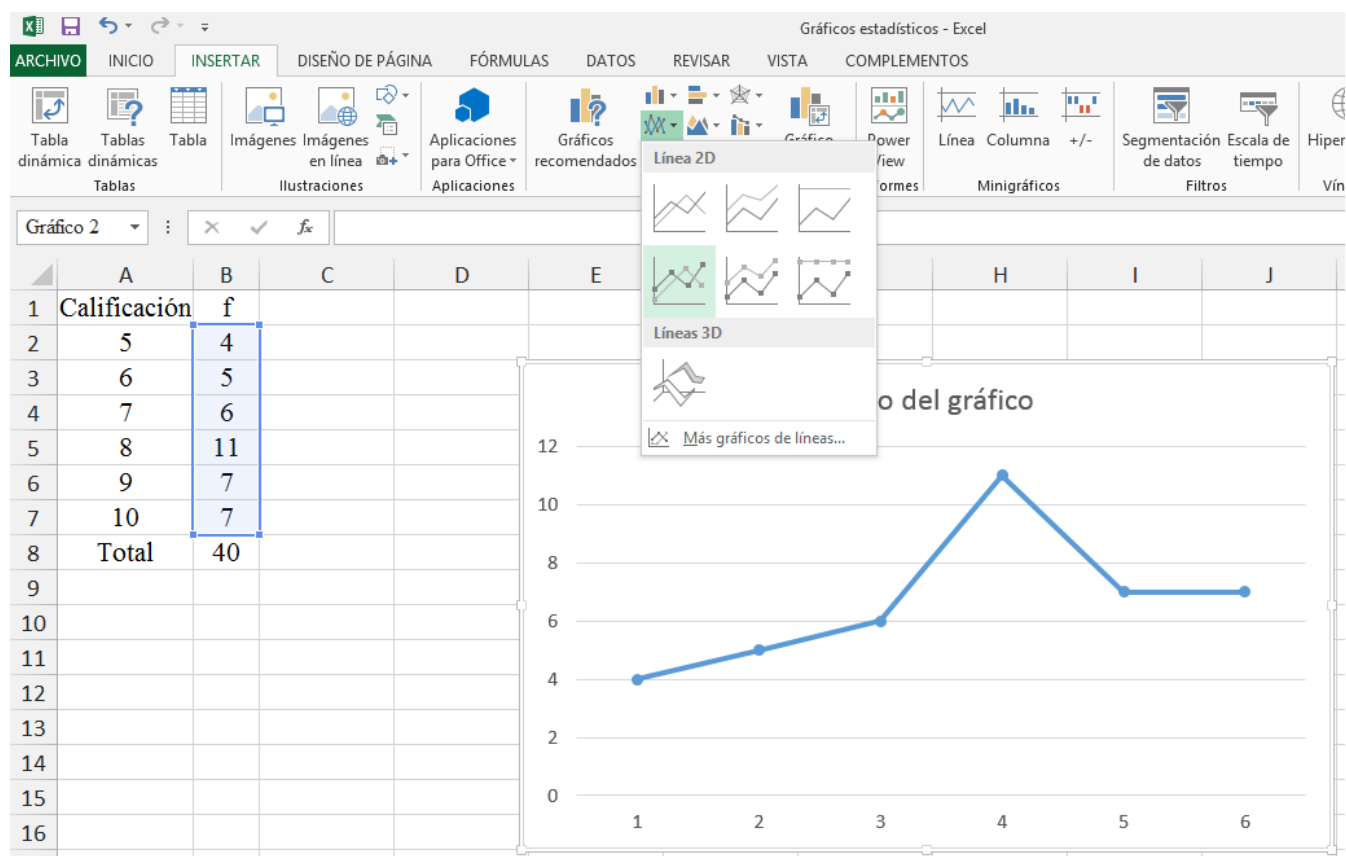 Gráficos estadísticos - Excel
ARCHIVO INICIO INSERTAR DISEÑO DE PÁGINA FÓRMULAS DATOS REVISAR VISTA COMPLEMENTOS
Tabla dinámica
Tablas dinámicas
Tabla
Imágenes
Imágenes en línea
Aplicaciones para Office
Gráficos recomendados
Línea Columna +/-
Segmentación de datos
Escala de tiempo
Tablas Ilustraciones Aplicaciones Minigráficos Filtros
Línea 2D
Líneas 3D
Más gráficos de líneas...
Gráfico 2 fx
A B C D E H I J
1 Calificación f
2 5 4
3 6 5
4 7 6
5 8 11
6 9 7
7 10 7
8 Total 40
9
10
11
12
13
14
15
16
o del gráfico
12
10
8
6
4
2
0
1 2 3 4 5 6